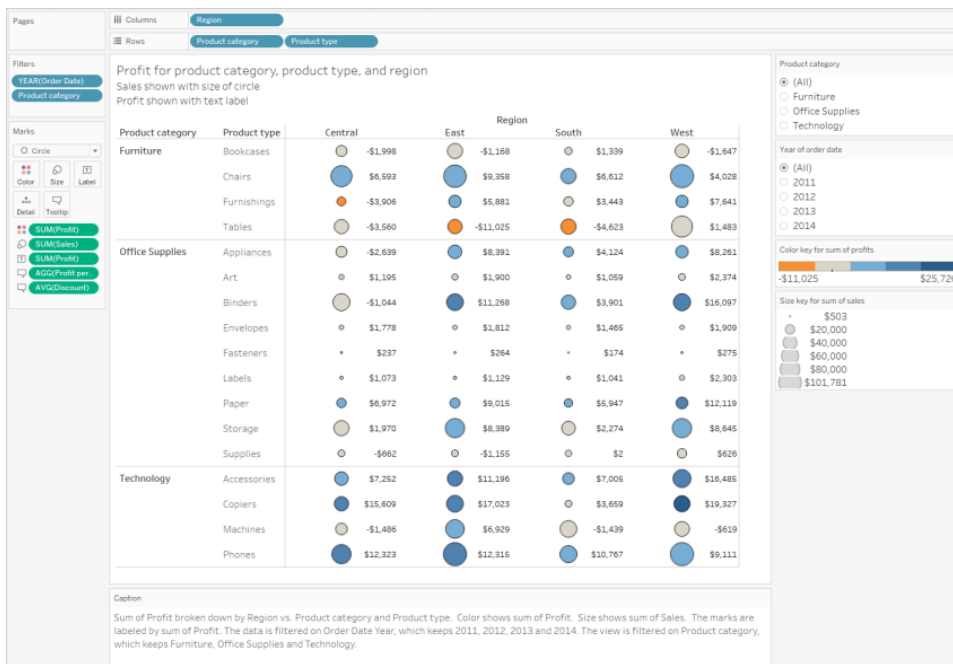 Pages
Columns
Region
Rows
Product category Product type
Filters
YEAR(Order Date)
Product category
Marks
Circle
Color Size Label
Detail Tooltip
SUM(Profit)
SUM(Sales)
SUM(Profit)
AGG(Profit per..
AVG(Discount)
Profit for product category, product type, and region
Sales shown with size of circle
Profit shown with text label
Region
Product category Product type Central East South West
Furniture Bookcases -$1,998 -$1,168 $1,339 -$1,647
Chairs $6,593 $9,358 $6,612 $4,028
Furnishings -$3,906 $5,881 $3,443 $7,641
Tables -$3,560 -$11,025 -$4,623 $1,483
Office Supplies Appliances -$2,639 $8,391 $4,124 $8,261
Art $1,195 $1,900 $1,059 $2,374
Binders -$1,044 $11,268 $3,901 $16,097
Envelopes $1,778 $1,812 $1,465 $1,909
Fasteners $237 $264 $174 $275
Labels $1,073 $1,129 $1,041 $2,303
Paper $6,972 $9,015 $5,947 $12,119
Storage $1,970 $8,389 $2,274 $8,645
Supplies -$662 -$1,155 $2 $626
Technology Accessories $7,252 $11,196 $7,005 $16,485
Copiers $15,609 $17,023 $3,659 $19,327
Machines -$1,486 $6,929 -$1,439 -$619
Phones $12,323 $12,315 $10,767 $9,111
Product category
(All)
Furniture
Office Supplies
Technology
Year of order date
(All)
2011
2012
2013
2014
Color key for sum of profits
-$11,025
Size key for sum of sales
$503
$20,000
$40,000
$60,000
$80,000
$101,781
Caption
Sum of Profit broken down by Region vs. Product category and Product type. Color shows sum of Profit. Size shows sum of Sales. The marks are
labeled by sum of Profit. The data is filtered on Order Date Year, which keeps 2011, 2012, 2013 and 2014. The view is filtered on Product category,
which keeps Furniture, Office Supplies and Technology.